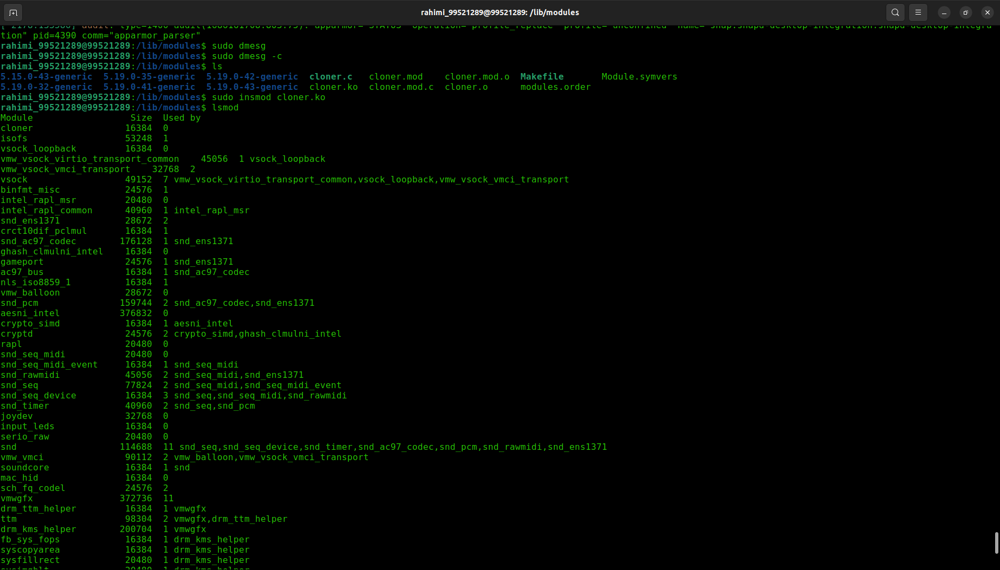 rahimi_99521289@99521289: /lib/modules
tion" pid=4390 comm="apparmor_parser"
rahimi_99521289@99521289:/lib/modules$ sudo dmesg
rahimi_99521289@99521289:/lib/modules$ sudo dmesg -c
rahimi_99521289@99521289:/lib/modules$ ls
5.15.0-43-generic  5.19.0-35-generic  5.19.0-42-generic  cloner.c   cloner.mod    cloner.mod.o  Makefile       Module.symvers
5.19.0-32-generic  5.19.0-41-generic  5.19.0-43-generic  cloner.ko  cloner.mod.c  cloner.o      modules.order
rahimi_99521289@99521289:/lib/modules$ sudo insmod cloner.ko
rahimi_99521289@99521289:/lib/modules$ lsmod
Module                  Size  Used by
cloner                 16384  0
isofs                  53248  1
vsock_loopback         16384  0
vmw_vsock_virtio_transport_common    45056  1 vsock_loopback
vmw_vsock_vmci_transport    32768  2
vsock                  49152  7 vmw_vsock_virtio_transport_common,vsock_loopback,vmw_vsock_vmci_transport
binfmt_misc            24576  1
intel_rapl_msr         20480  0
intel_rapl_common      40960  1 intel_rapl_msr
snd_ens1371            28672  2
crct10dif_pclmul       16384  1
snd_ac97_codec        176128  1 snd_ens1371
ghash_clmulni_intel    16384  0
gameport               24576  1 snd_ens1371
ac97_bus               16384  1 snd_ac97_codec
nls_iso8859_1          16384  1
vmw_balloon            28672  0
snd_pcm               159744  2 snd_ac97_codec,snd_ens1371
aesni_intel           376832  0
crypto_simd            16384  1 aesni_intel
cryptd                 24576  2 crypto_simd,ghash_clmulni_intel
rapl                   20480  0
snd_seq_midi           20480  0
snd_seq_midi_event     16384  1 snd_seq_midi
snd_rawmidi            45056  2 snd_seq_midi,snd_ens1371
snd_seq                77824  2 snd_seq_midi,snd_seq_midi_event
snd_seq_device         16384  3 snd_seq,snd_seq_midi,snd_rawmidi
snd_timer              40960  2 snd_seq,snd_pcm
joydev                 32768  0
input_leds             16384  0
serio_raw              20480  0
snd                   114688  11 snd_seq,snd_seq_device,snd_timer,snd_ac97_codec,snd_pcm,snd_rawmidi,snd_ens1371
vmw_vmci               90112  2 vmw_balloon,vmw_vsock_vmci_transport
soundcore              16384  1 snd
mac_hid                16384  0
sch_fq_codel           24576  2
vmwgfx                372736  11
drm_ttm_helper         16384  1 vmwgfx
ttm                    98304  2 vmwgfx,drm_ttm_helper
drm_kms_helper        200704  1 vmwgfx
fb_sys_fops            16384  1 drm_kms_helper
syscopyarea            16384  1 drm_kms_helper
sysfillrect            20480  1 drm_kms_helper